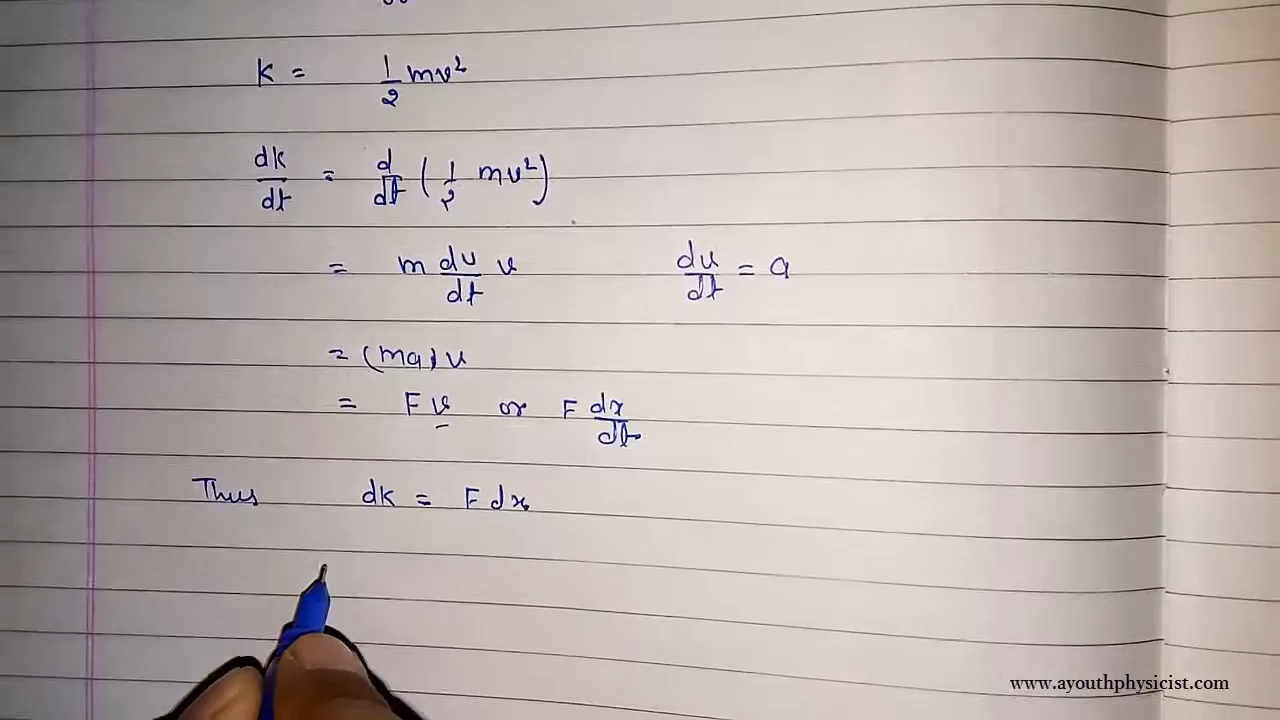 K = 1/2 mv²
dk/dt = d/dt ( 1/2 mv² )
= m dv/dt v    dv/dt = a
= (ma) v
= F v or F dx/dt
Thus dK = F dx
www.ayouthphysicist.com